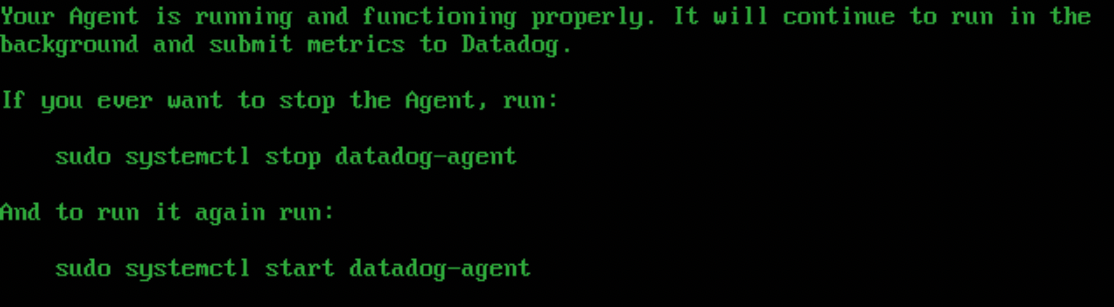 Your Agent is running and functioning properly. It will continue to run in the
background and submit metrics to Datadog.
If you ever want to stop the Agent, run:
sudo systemctl stop datadog-agent
And to run it again run:
sudo systemctl start datadog-agent